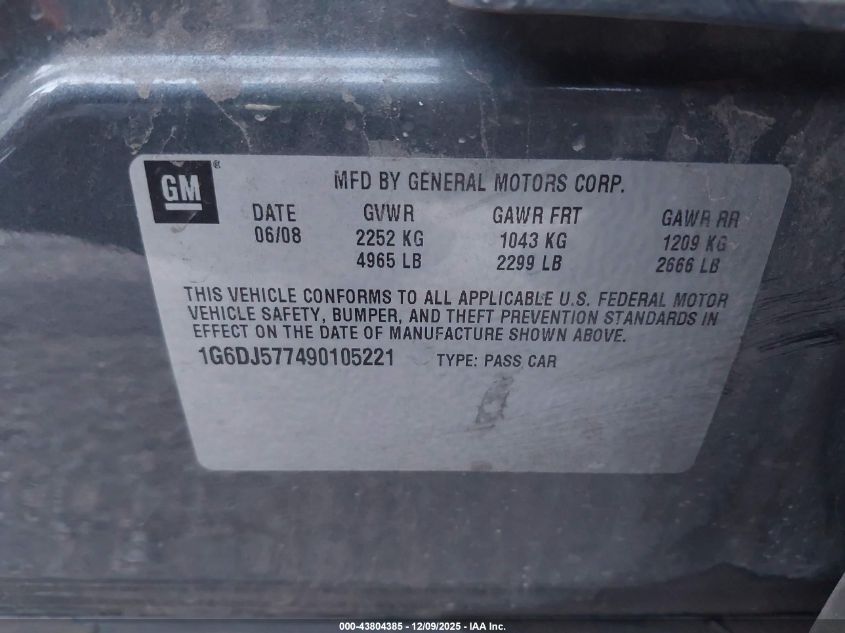 GM ®
MFD BY GENERAL MOTORS CORP.
DATE GVWR GAWR FRT GAWR RR
06/08 2252 KG 1043 KG 1209 KG
4965 LB 2299 LB 2666 LB
THIS VEHICLE CONFORMS TO ALL APPLICABLE U.S. FEDERAL MOTOR
VEHICLE SAFETY, BUMPER, AND THEFT PREVENTION STANDARDS IN
EFFECT ON THE DATE OF MANUFACTURE SHOWN ABOVE.
1G6DJ577490105221 TYPE: PASS CAR
000-43804385 - 12/09/2025 - IAA Inc.